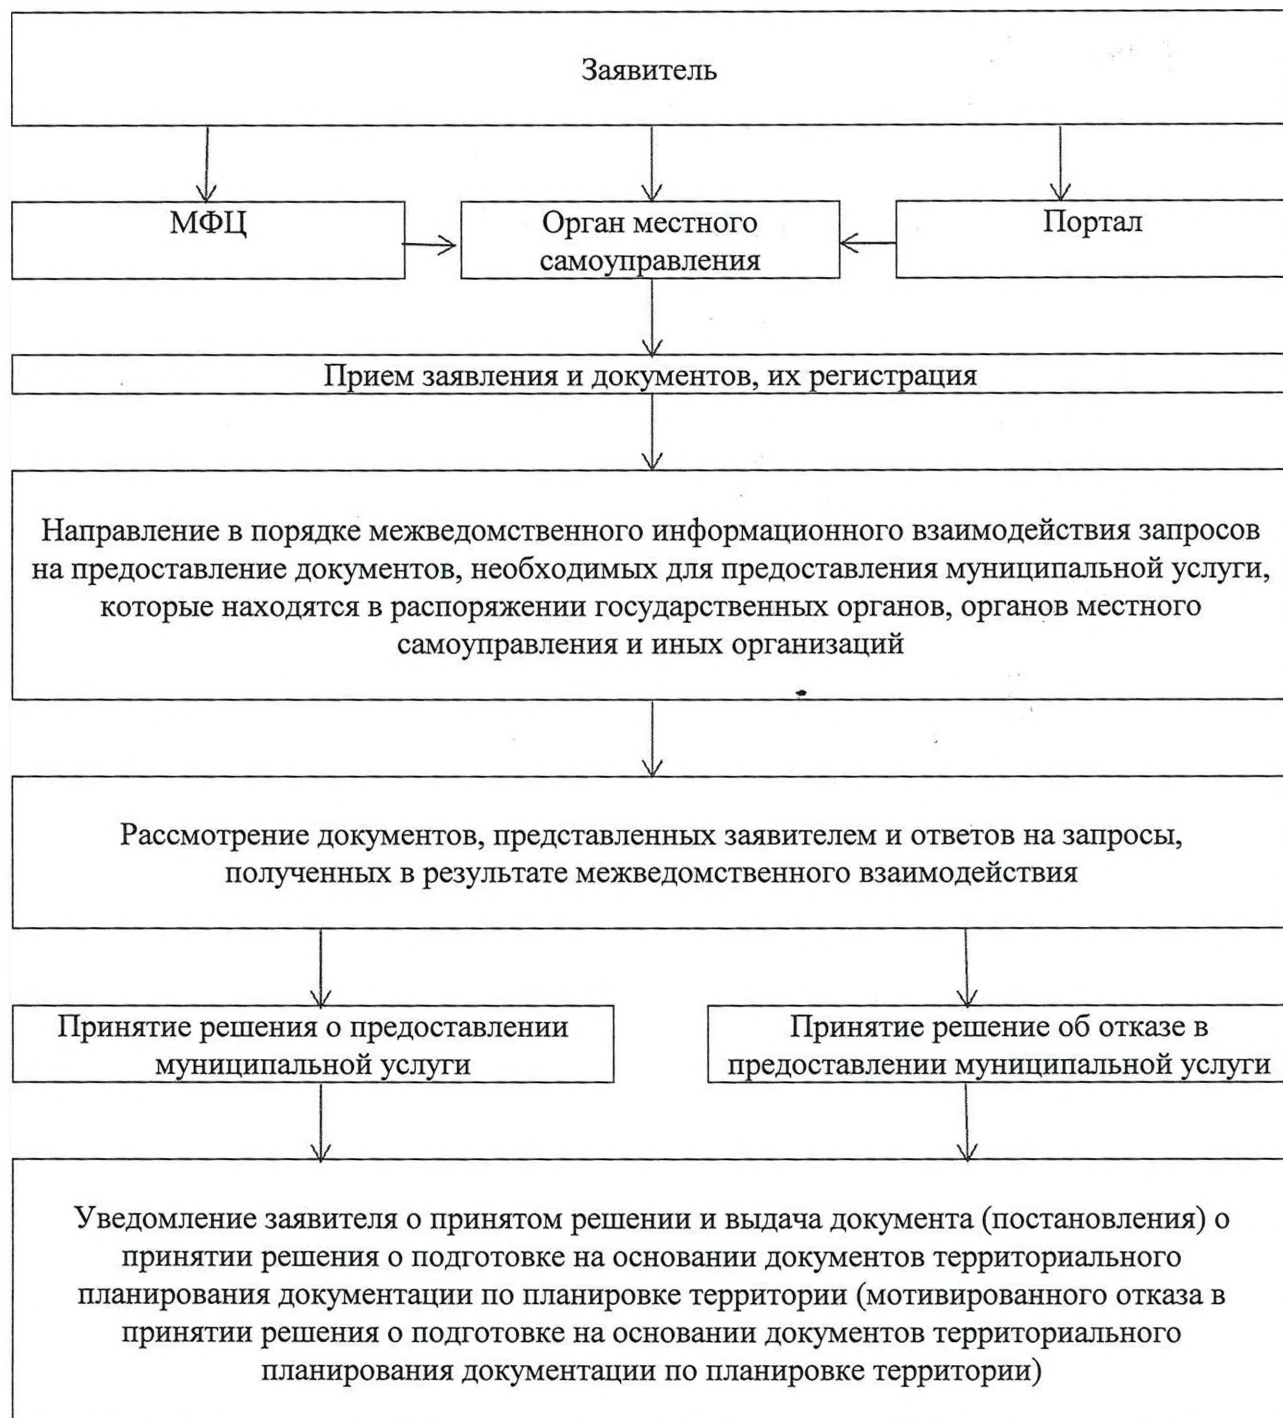 Заявитель
МФЦ
Орган местного
самоуправления
Портал
Прием заявления и документов, их регистрация
Направление в порядке межведомственного информационного взаимодействия запросов
на предоставление документов, необходимых для предоставления муниципальной услуги,
которые находятся в распоряжении государственных органов, органов местного
самоуправления и иных организаций
Рассмотрение документов, представленных заявителем и ответов на запросы,
полученных в результате межведомственного взаимодействия
Принятие решения о предоставлении
муниципальной услуги
Принятие решение об отказе в
предоставлении муниципальной услуги
Уведомление заявителя о принятом решении и выдача документа (постановления) о
принятии решения о подготовке на основании документов территориального
планирования документации по планировке территории (мотивированного отказа в
принятии решения о подготовке на основании документов территориального
планирования документации по планировке территории)